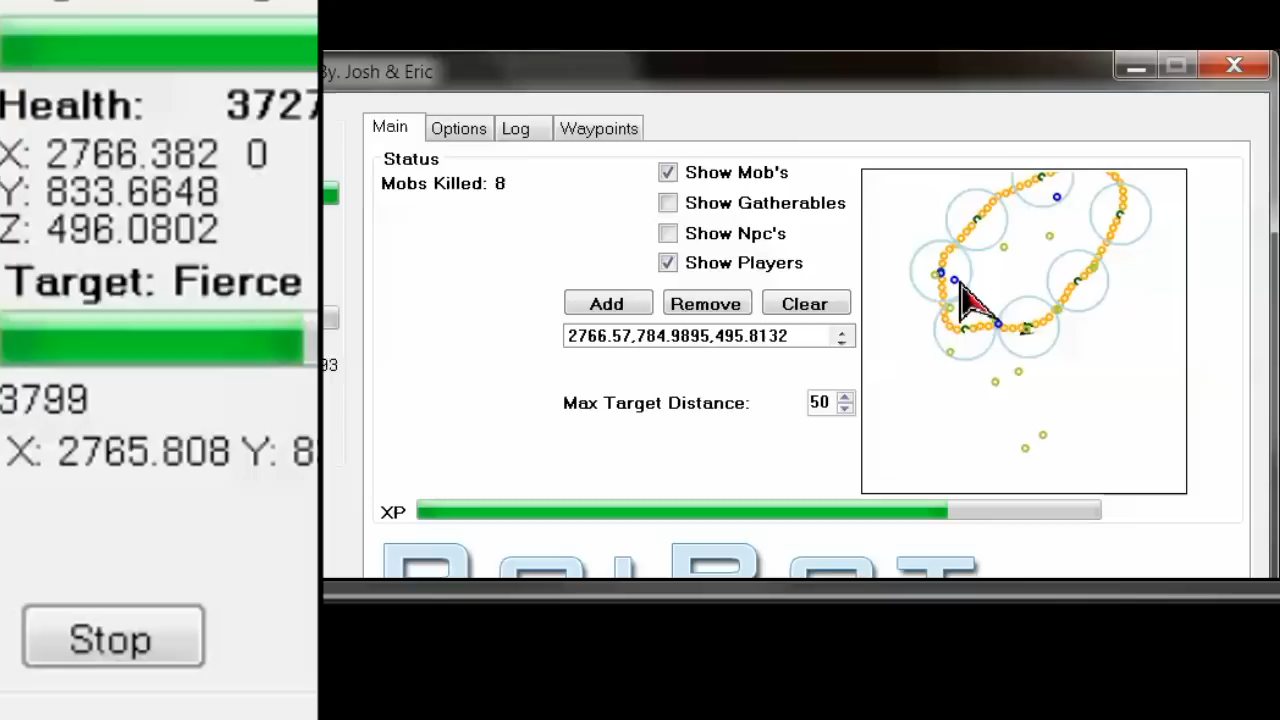 Health: 3727
X: 2766.382 0
Y: 833.6648
Z: 496.0802
Target: Fierce
3799
X: 2765.808 Y: 8
Stop
By. Josh & Eric
Main Options Log Waypoints
Status
Mobs Killed: 8
Show Mob's
Show Gatherables
Show Npc's
Show Players
Add Remove Clear
2766.57,784.9895,495.8132
Max Target Distance: 50
XP
93